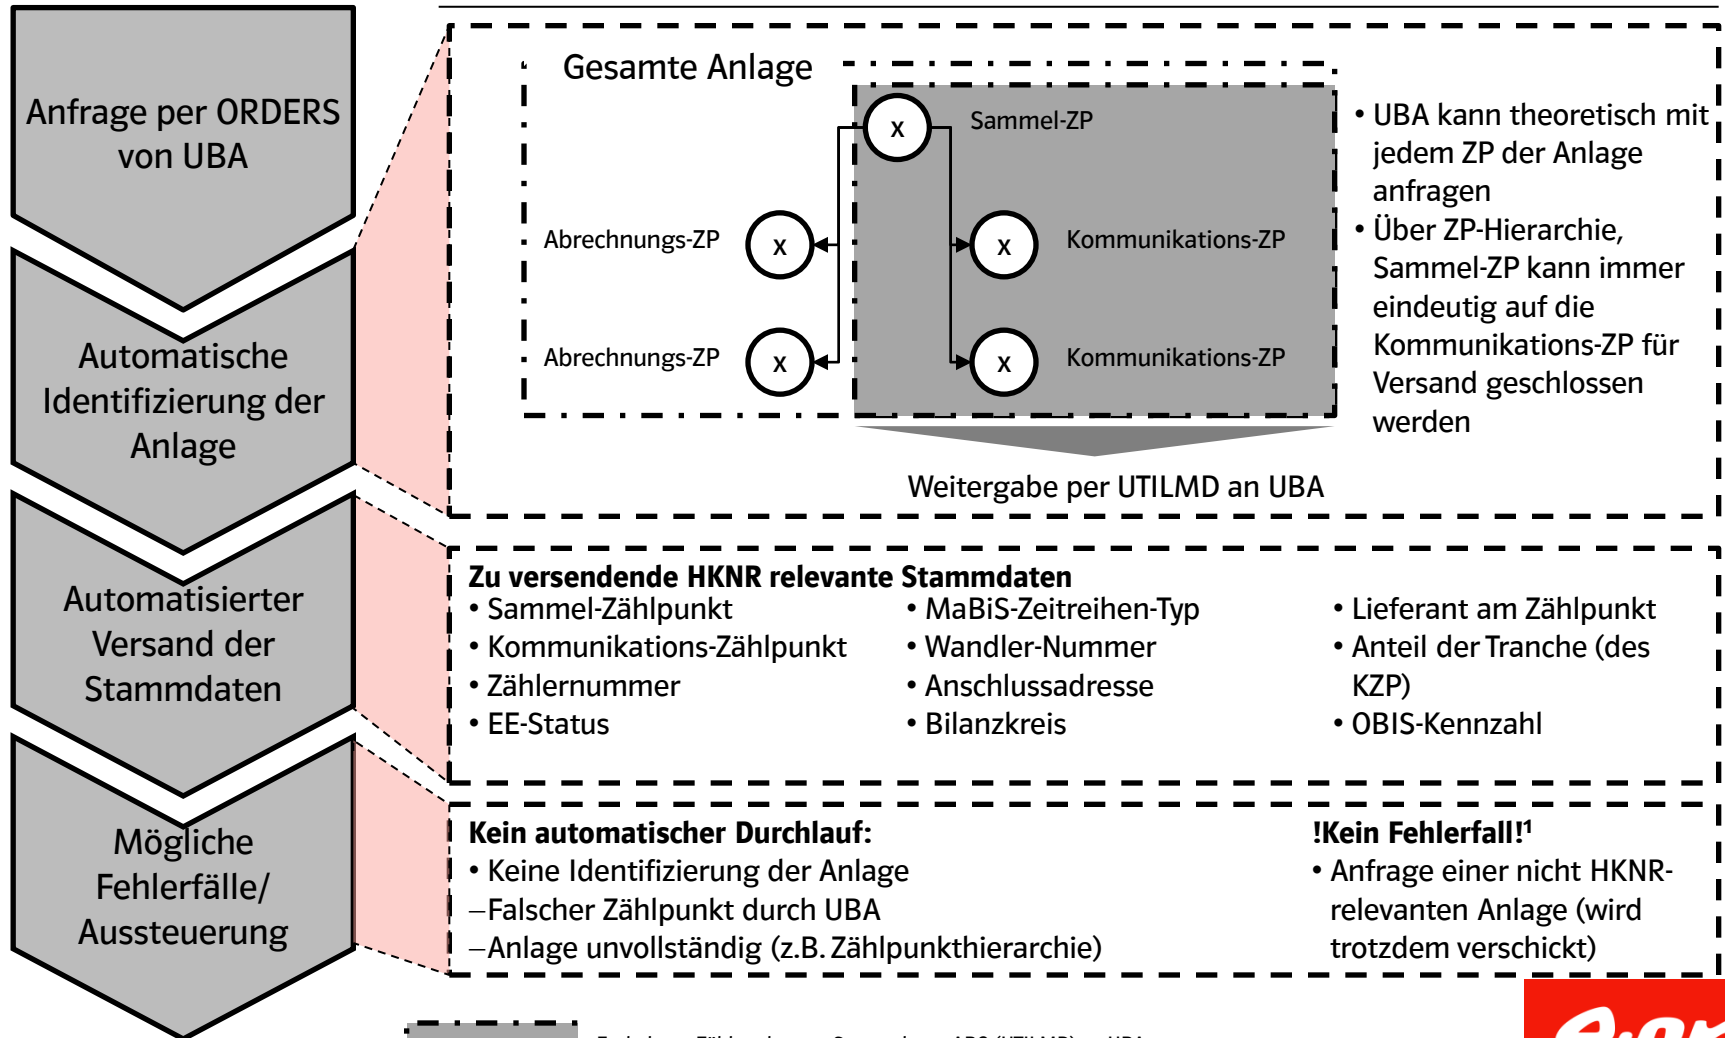 Anfrage per ORDERS
von UBA
Automatische
Identifizierung der
Anlage
Automatisierter
Versand der
Stammdaten
Mögliche
Fehlerfälle/
Aussteuerung
Gesamte Anlage
X
Sammel-ZP
Abrechnungs-ZP
X
X
Kommunikations-ZP
Abrechnungs-ZP
X
X
Kommunikations-ZP
• UBA kann theoretisch mit
jedem ZP der Anlage
anfragen
• Über ZP-Hierarchie,
Sammel-ZP kann immer
eindeutig auf die
Kommunikations-ZP für
Versand geschlossen
werden
Weitergabe per UTILMD an UBA
Zu versendende HKNR relevante Stammdaten
• Sammel-Zählpunkt
• Kommunikations-Zählpunkt
• Zählernummer
• EE-Status
• MaBiS-Zeitreihen-Typ
• Wandler-Nummer
• Anschlussadresse
• Bilanzkreis
• Lieferant am Zählpunkt
• Anteil der Tranche (des
KZP)
• OBIS-Kennzahl
Kein automatischer Durchlauf:
• Keine Identifizierung der Anlage
–Falscher Zählpunkt durch UBA
–Anlage unvollständig (z.B. Zählpunkthierarchie)
!Kein Fehlerfall!¹
• Anfrage einer nicht HKNR-
relevanten Anlage (wird
trotzdem verschickt)